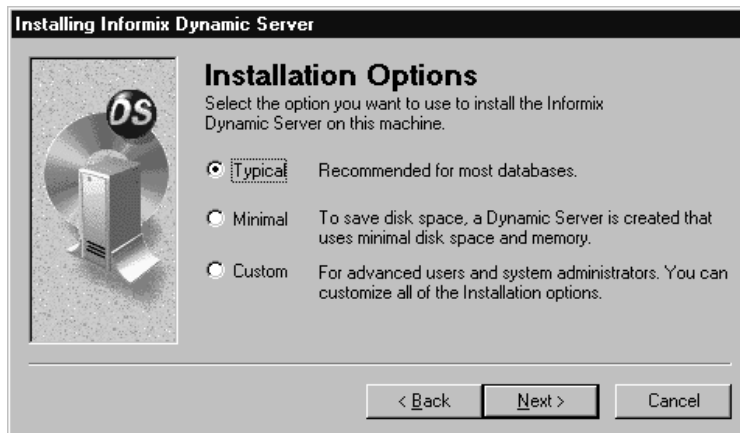 Installing Informix Dynamic Server
DS
Installation Options
Select the option you want to use to install the Informix
Dynamic Server on this machine.
Typical Recommended for most databases.
Minimal To save disk space, a Dynamic Server is created that
uses minimal disk space and memory.
Custom For advanced users and system administrators. You can
customize all of the Installation options.
< Back Next > Cancel